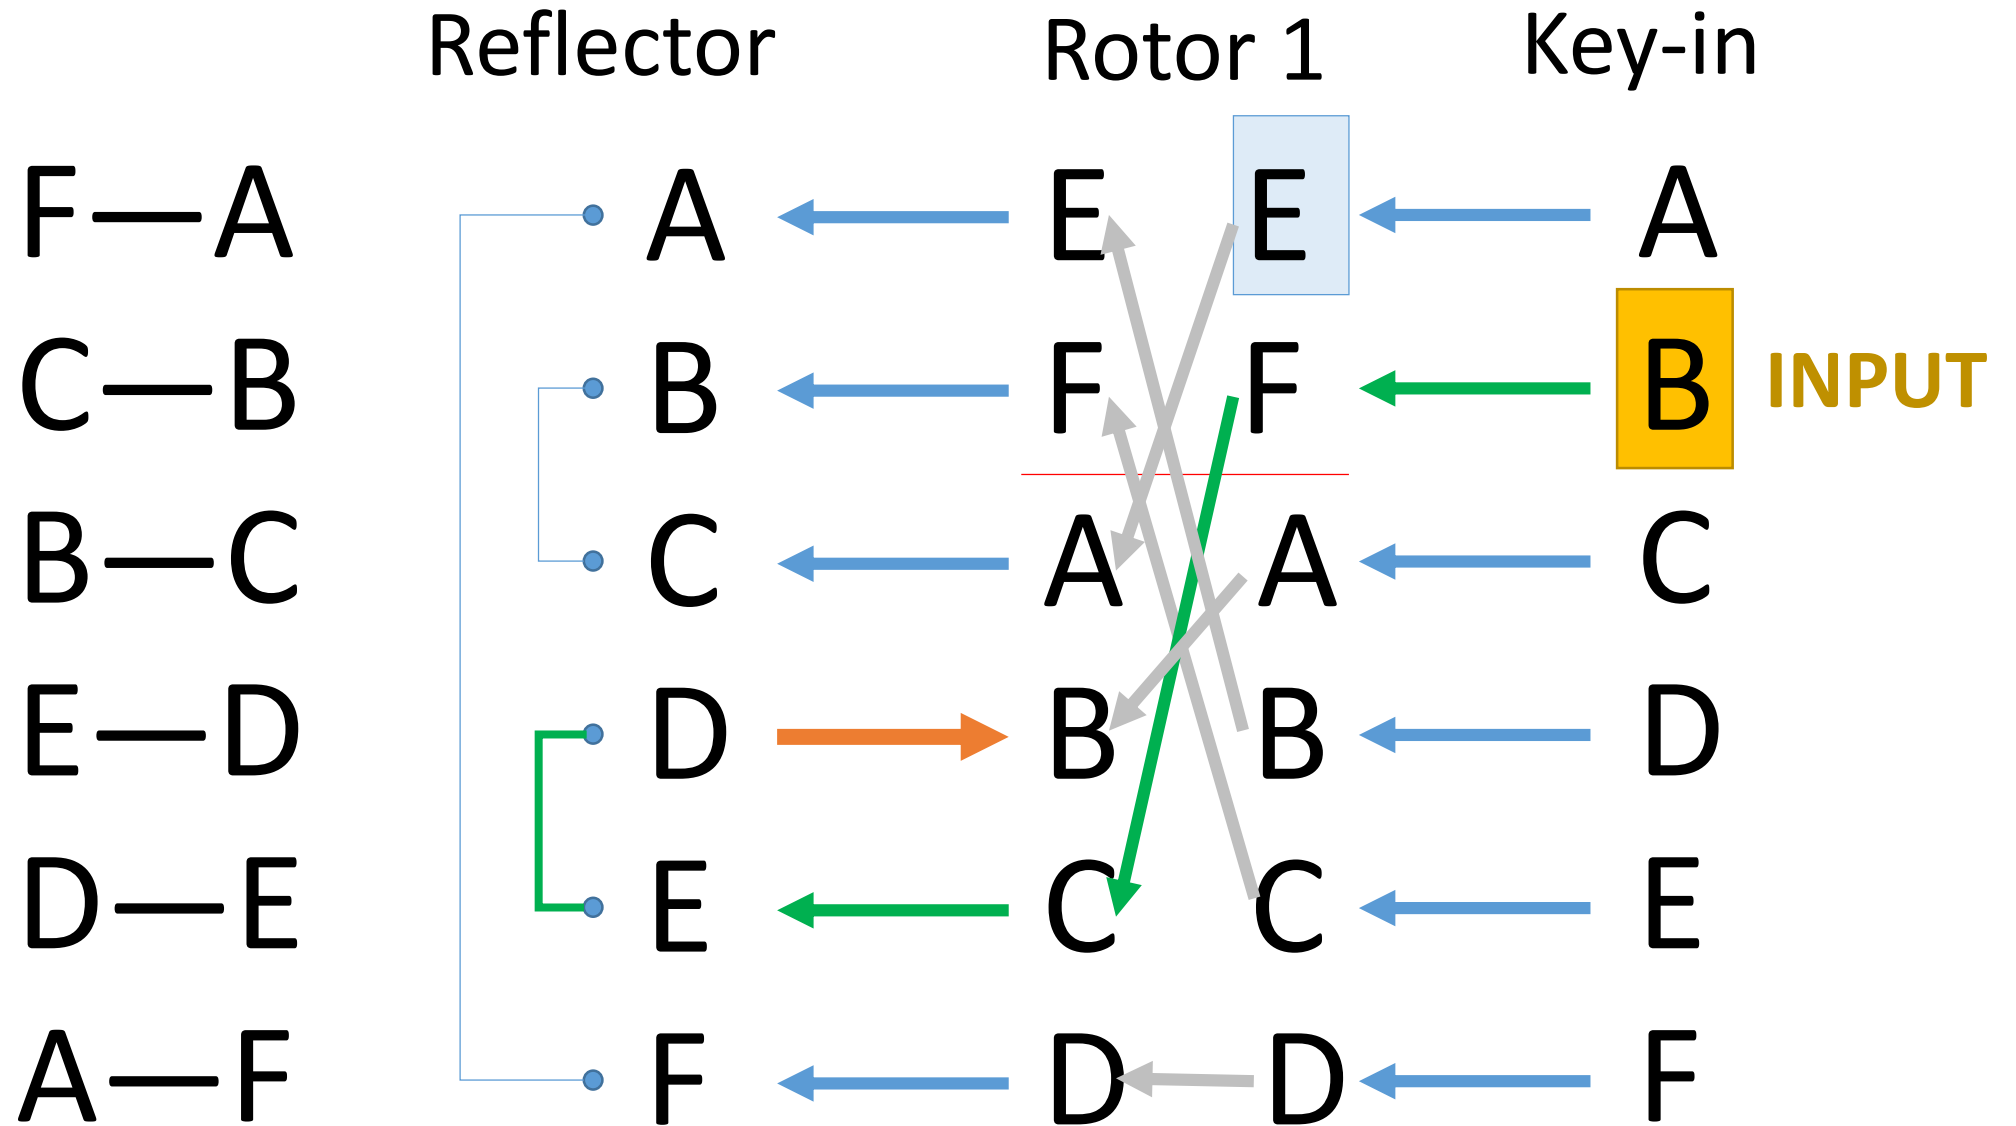 Reflector Rotor 1 Key-in
F A A E E A
C B B F F B INPUT
B C C A A C
E D D B B D
D E E C C E
A F F D D F